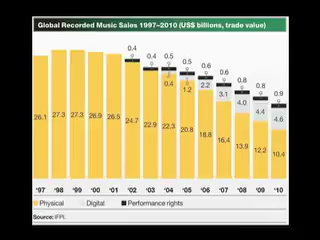 Global Recorded Music Sales 1997–2010 (US$ billions, trade value)
0.4 0.4 0.5 0.5 0.6 0.6 0.8 0.8 0.9
0.4 1.2 2.2 3.1 4.0 4.4 4.6
26.1 27.3 27.3 26.9 26.5 24.7 22.9 22.3 20.8 18.8 16.4 13.9 12.2 10.4
'97 '98 '99 '00 '01 '02 '03 '04 '05 '06 '07 '08 '09 '10
Physical Digital Performance rights
Source: IFPI.